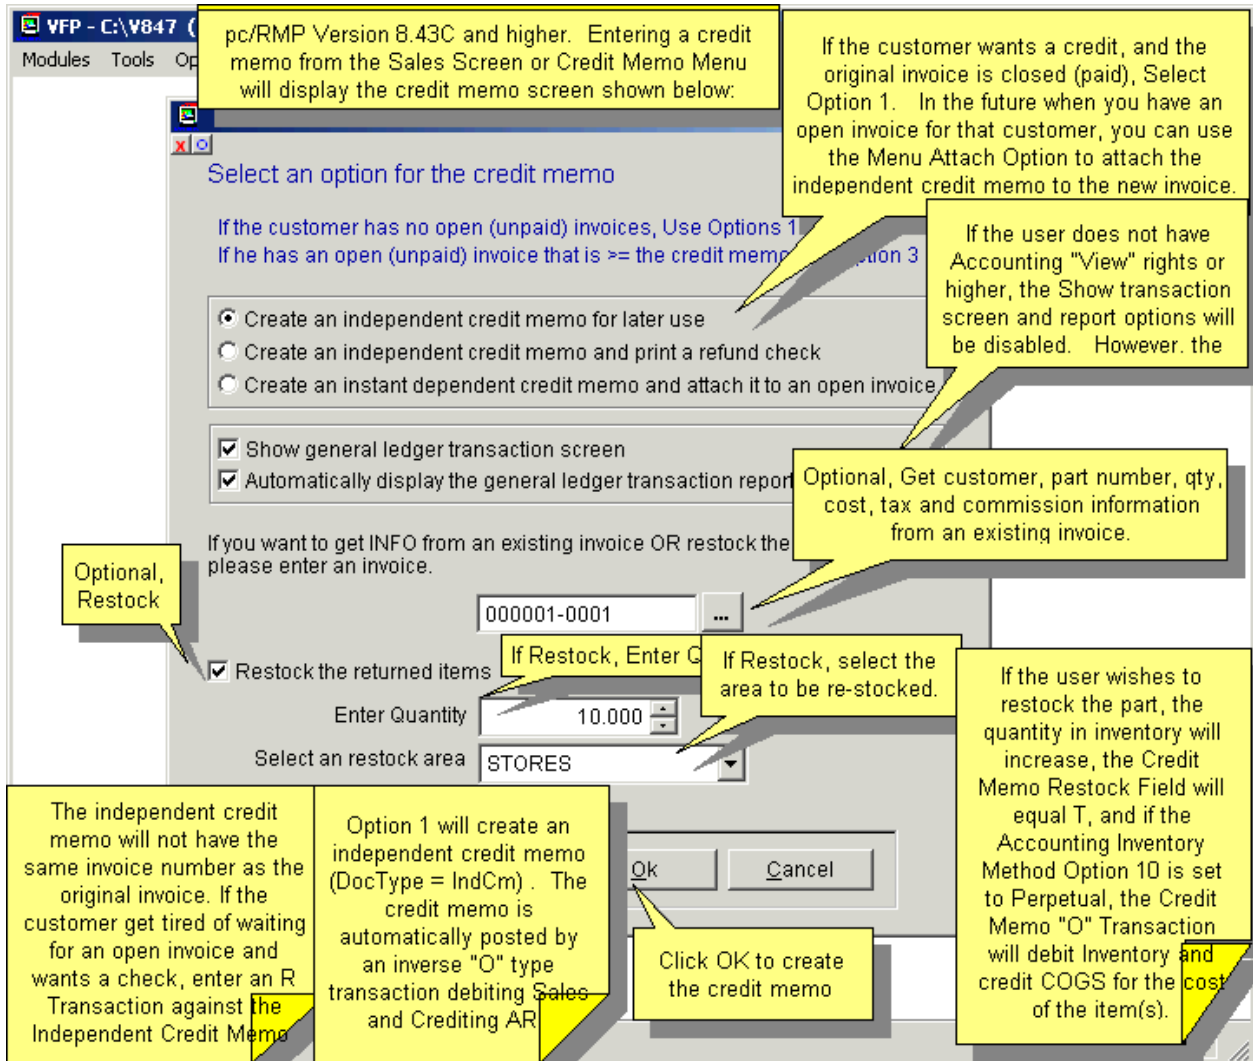 VFP - C:\V847 (
Modules Tools Op
pc/RMP Version 8.43C and higher. Entering a credit
memo from the Sales Screen or Credit Memo Menu
will display the credit memo screen shown below:
If the customer wants a credit, and the
original invoice is closed (paid), Select
Option 1. In the future when you have an
open invoice for that customer, you can use
the Menu Attach Option to attach the
independent credit memo to the new invoice.
Select an option for the credit memo
If the customer has no open (unpaid) invoices, Use Options 1
If he has an open (unpaid) invoice that is >= the credit memo ption 3
If the user does not have
Accounting "View" rights or
higher, the Show transaction
screen and report options will
be disabled. However, the
Create an independent credit memo for later use
Create an independent credit memo and print a refund check
Create an instant dependent credit memo and attach it to an open invoice
Show general ledger transaction screen
Automatically display the general ledger transaction report
Optional, Get customer, part number, qty,
cost, tax and commission information
from an existing invoice.
If you want to get INFO from an existing invoice OR restock the
please enter an invoice.
Optional,
Restock
000001-0001
...
Restock the returned items
If Restock, Enter Q
If Restock, select the
area to be re-stocked.
Enter Quantity
10.000
Select an restock area
STORES
If the user wishes to
restock the part, the
quantity in inventory will
increase, the Credit
Memo Restock Field will
equal T, and if the
Accounting Inventory
Method Option 10 is set
to Perpetual, the Credit
Memo "O" Transaction
will debit Inventory and
credit COGS for the cost
of the item(s).
The independent credit
memo will not have the
same invoice number as the
original invoice. If the
customer get tired of waiting
for an open invoice and
wants a check, enter an R
Transaction against the
Independent Credit Memo
Option 1 will create an
independent credit memo
(DocType = IndCm) . The
credit memo is
automatically posted by
an inverse "O" type
transaction debiting Sales
and Crediting AR
Ok
Cancel
Click OK to create
the credit memo